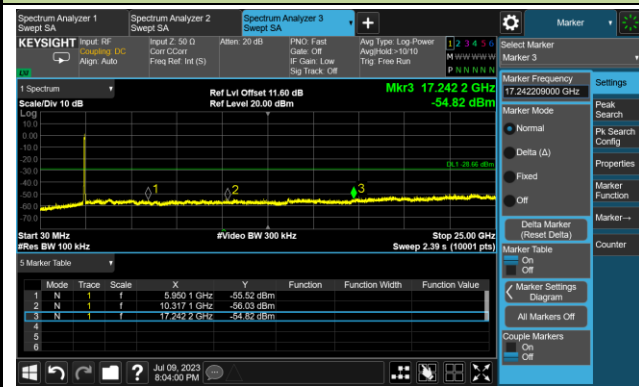 Spectrum Analyzer 1
Swept SA
Spectrum Analyzer 2
Swept SA
Spectrum Analyzer 3
Swept SA
Marker
KEYSIGHT
Input: RF
Coupling: DC
Align: Auto
Input Z: 50 Ω
Corr CCorr
Freq Ref: Int (S)
Atten: 20 dB
PNO: Fast
Gate: Off
IF Gain: Low
Sig Track: Off
Avg Type: Log-Power
Avg|Hold:>10/10
Trig: Free Run
1 2 3 4 5 6
M W W W W W
P N N N N N
LVI
Select Marker
Marker 3
1 Spectrum
Scale/Div 10 dB
Ref Lvl Offset 11.60 dB
Ref Level 20.00 dBm
Mkr3 17.242 2 GHz
-54.82 dBm
Log
10.0
0.00
-10.0
-20.0
-30.0
-40.0
-50.0
-60.0
-70.0
1
2
3
Start 30 MHz
#Res BW 100 kHz
#Video BW 300 kHz
Stop 25.00 GHz
Sweep 2.39 s (10001 pts)
5 Marker Table
Mode Trace Scale X Y Function Function Width Function Value
1 N 1 f 5.950 1 GHz -55.52 dBm
2 N 1 f 10.317 1 GHz -56.03 dBm
3 N 1 f 17.242 2 GHz -54.82 dBm
4
5
6
Marker Frequency
17.242209000 GHz
Marker Mode
Normal
Delta (Δ)
Fixed
Off
Delta Marker
(Reset Delta)
Marker Table
On
Off
Marker Settings
Diagram
All Markers Off
Couple Markers
On
Off
Settings
Peak
Search
Pk Search
Config
Properties
Marker
Function
Marker→
Counter
Jul 09, 2023
8:04:00 PM